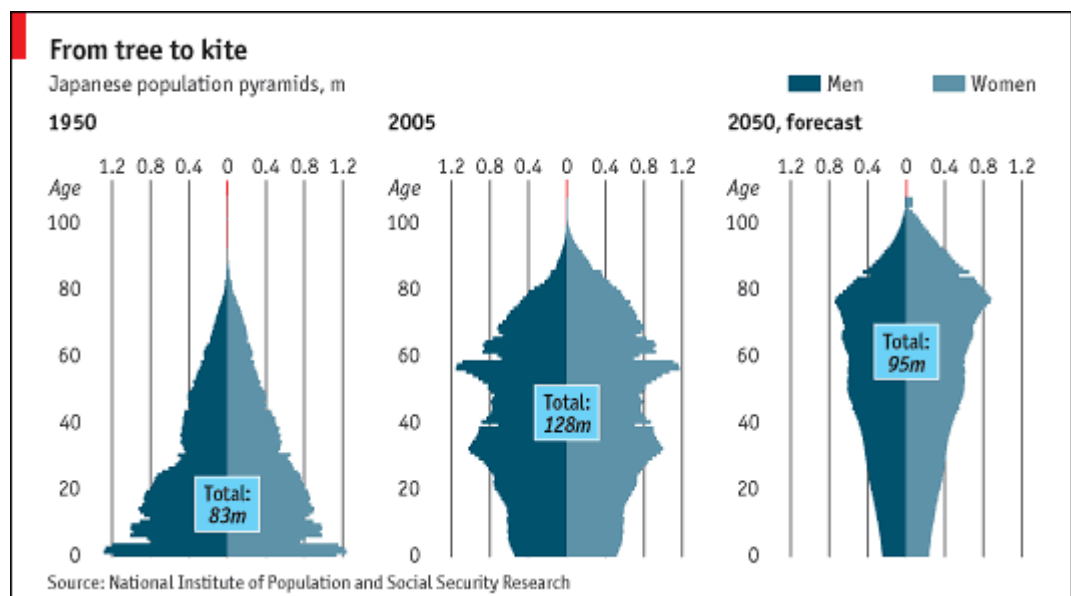 From tree to kite
Japanese population pyramids, m
Men
Women
1950
2005
2050, forecast
1.2 0.8 0.4 0 0.4 0.8 1.2
1.2 0.8 0.4 0 0.4 0.8 1.2
1.2 0.8 0.4 0 0.4 0.8 1.2
Age
Age
Age
100
100
100
80
80
80
60
60
60
Total:
95m
40
40
40
Total:
128m
20
20
20
Total:
83m
0
0
0
Source: National Institute of Population and Social Security Research